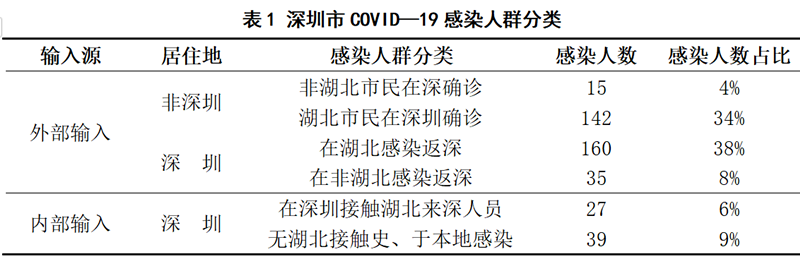 表1 深圳市 COVID—19 感染人群分类
输入源 居住地 感染人群分类 感染人数 感染人数占比
外部输入 非深圳 非湖北市民在深确诊 15 4%
湖北市民在深圳确诊 142 34%
深 圳 在湖北感染返深 160 38%
在非湖北感染返深 35 8%
内部输入 深 圳 在深圳接触湖北来深人员 27 6%
无湖北接触史、于本地感染 39 9%